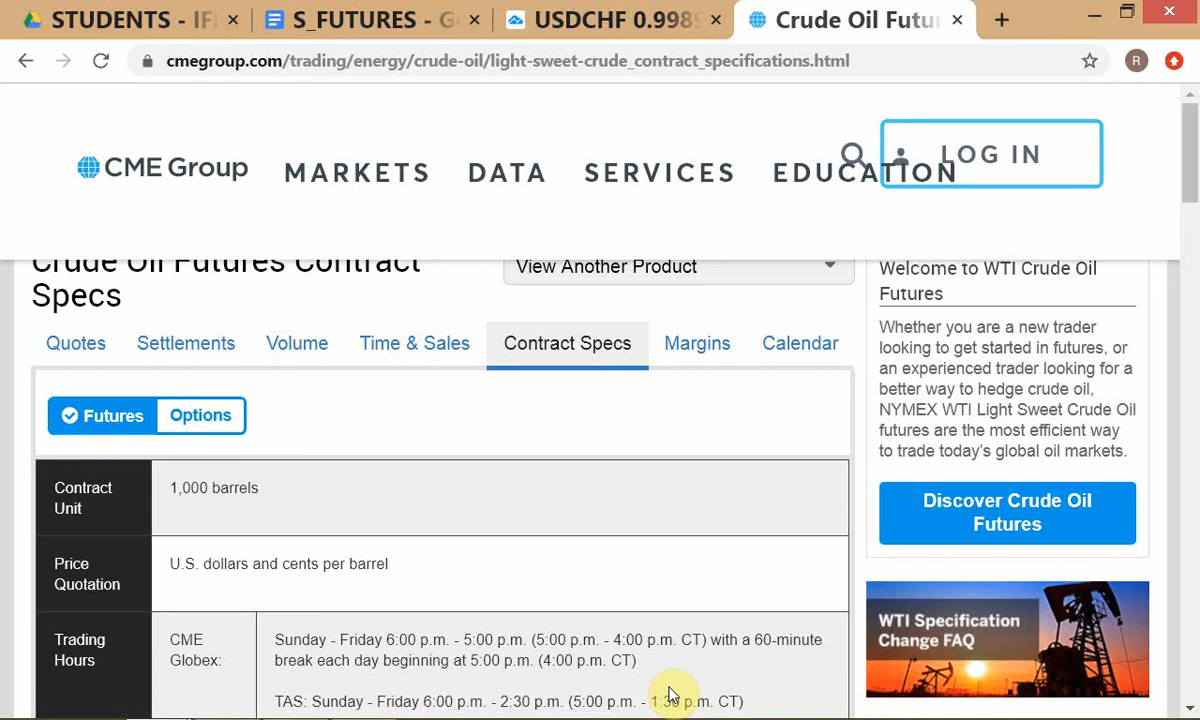 STUDENTS - IF
S_FUTURES - G
USDCHF 0.998
Crude Oil Futur
cmegroup.com/trading/energy/crude-oil/light-sweet-crude_contract_specifications.html
R
CME Group
MARKETS
DATA
SERVICES
EDUCATION
LOG IN
Crude Oil Futures Contract
Specs
View Another Product
Quotes
Settlements
Volume
Time & Sales
Contract Specs
Margins
Calendar
Futures
Options
Contract
Unit
1,000 barrels
Price
Quotation
U.S. dollars and cents per barrel
Trading
Hours
CME
Globex:
Sunday - Friday 6:00 p.m. - 5:00 p.m. (5:00 p.m. - 4:00 p.m. CT) with a 60-minute
break each day beginning at 5:00 p.m. (4:00 p.m. CT)
TAS: Sunday - Friday 6:00 p.m. - 2:30 p.m. (5:00 p.m. - 1:30 p.m. CT)
Welcome to WTI Crude Oil
Futures
Whether you are a new trader
looking to get started in futures, or
an experienced trader looking for a
better way to hedge crude oil,
NYMEX WTI Light Sweet Crude Oil
futures are the most efficient way
to trade today's global oil markets.
Discover Crude Oil
Futures
WTI Specification
Change FAQ